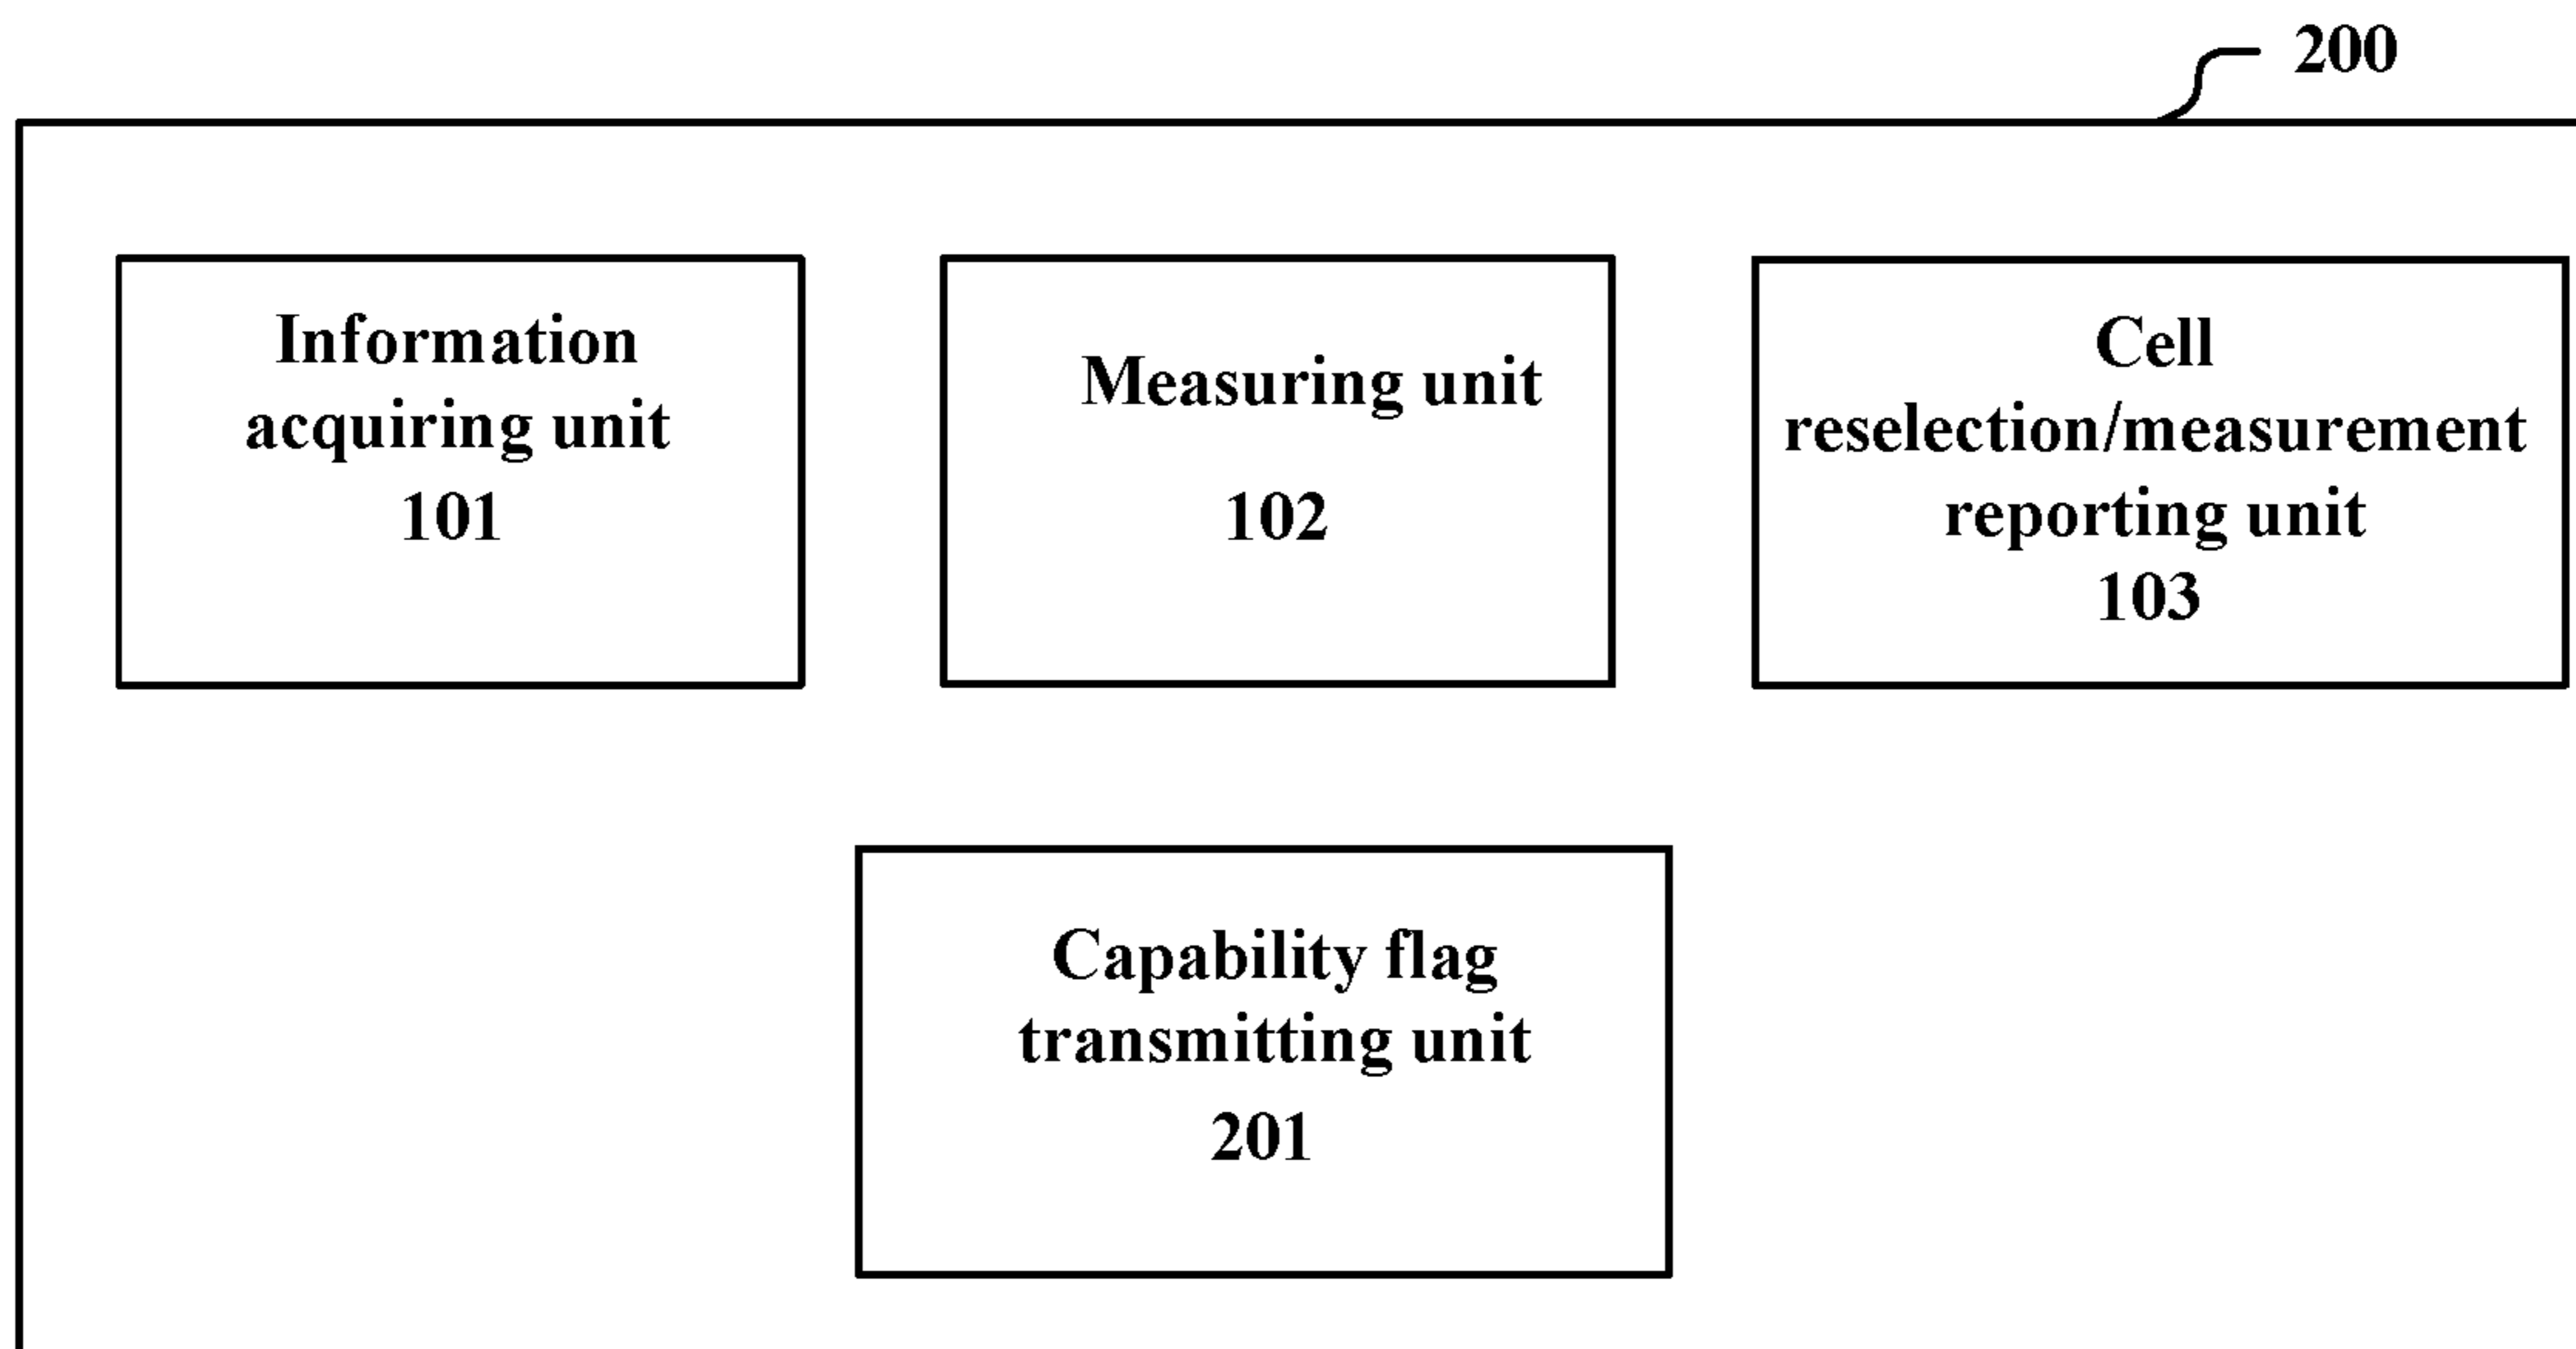 200
Information
acquiring unit
101
Measuring unit
102
Cell
reselection/measurement
reporting unit
103
Capability flag
transmitting unit
201